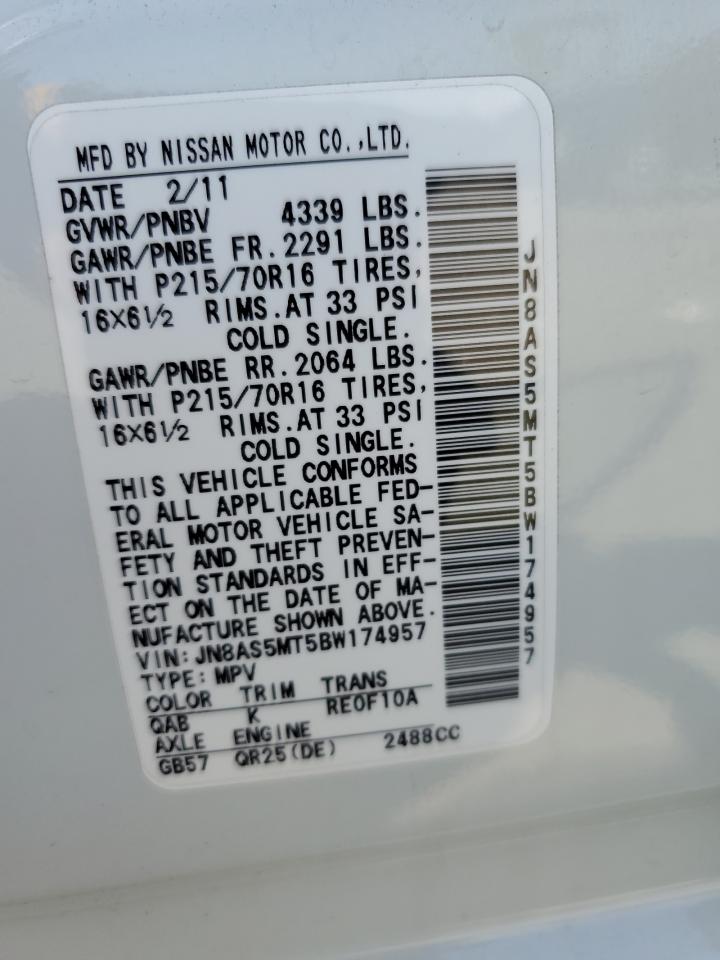 MFD BY NISSAN MOTOR CO.,LTD.
DATE 2/11
GVWR/PNBV 4339 LBS.
GAWR/PNBE FR. 2291 LBS.
WITH P215/70R16 TIRES,
16X6½ RIMS. AT 33 PSI
COLD SINGLE.
GAWR/PNBE RR. 2064 LBS.
WITH P215/70R16 TIRES,
16X6½ RIMS. AT 33 PSI
COLD SINGLE.
THIS VEHICLE CONFORMS
TO ALL APPLICABLE FED-
ERAL MOTOR VEHICLE SA-
FETY AND THEFT PREVEN-
TION STANDARDS IN EFF-
ECT ON THE DATE OF MA-
NUFACTURE SHOWN ABOVE.
VIN:JN8AS5MT5BW174957
TYPE:MPV
COLOR TRIM TRANS
QAB K RE0F10A
AXLE ENGINE
GB57 QR25(DE) 2488CC
JN8AS5MT5BW174957